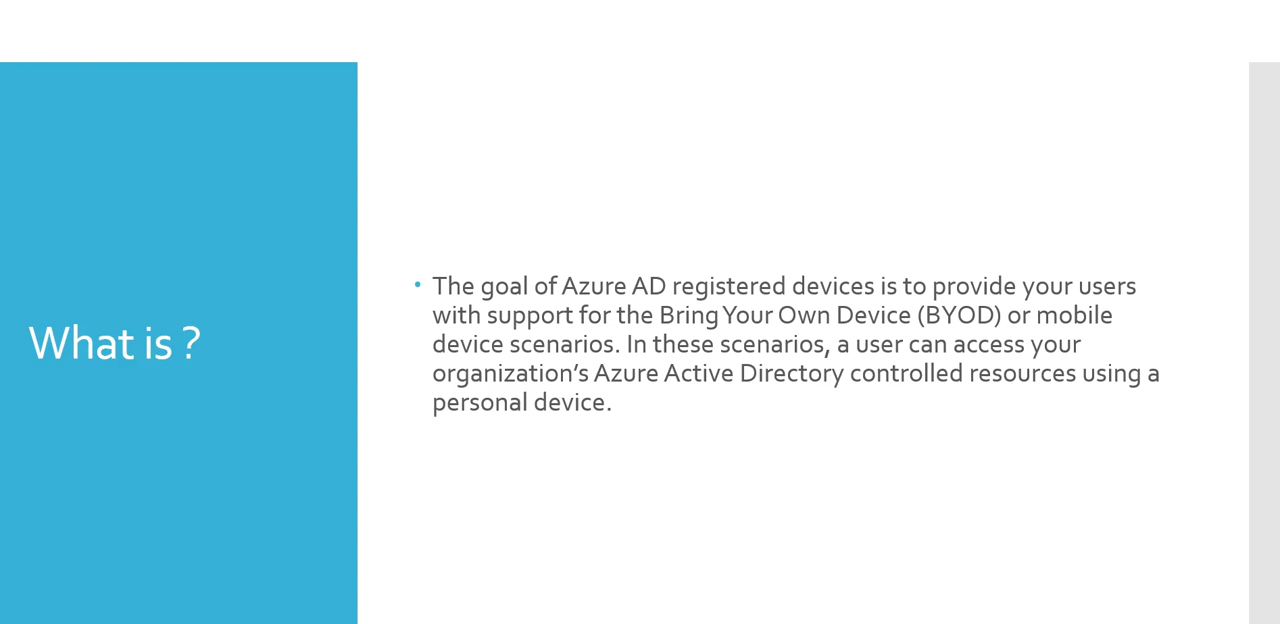 What is ?
• The goal of Azure AD registered devices is to provide your users
with support for the Bring Your Own Device (BYOD) or mobile
device scenarios. In these scenarios, a user can access your
organization’s Azure Active Directory controlled resources using a
personal device.